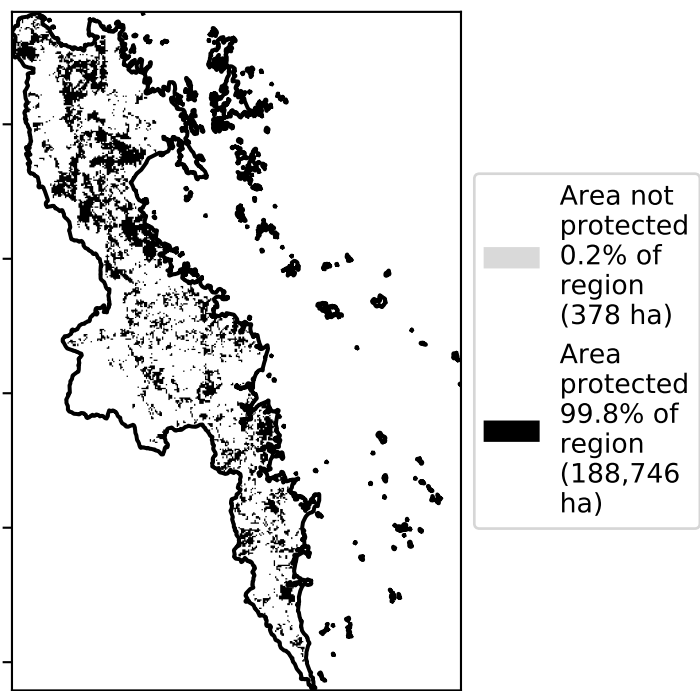 Area not
protected
0.2% of
region
(378 ha)
Area
protected
99.8% of
region
(188,746
ha)